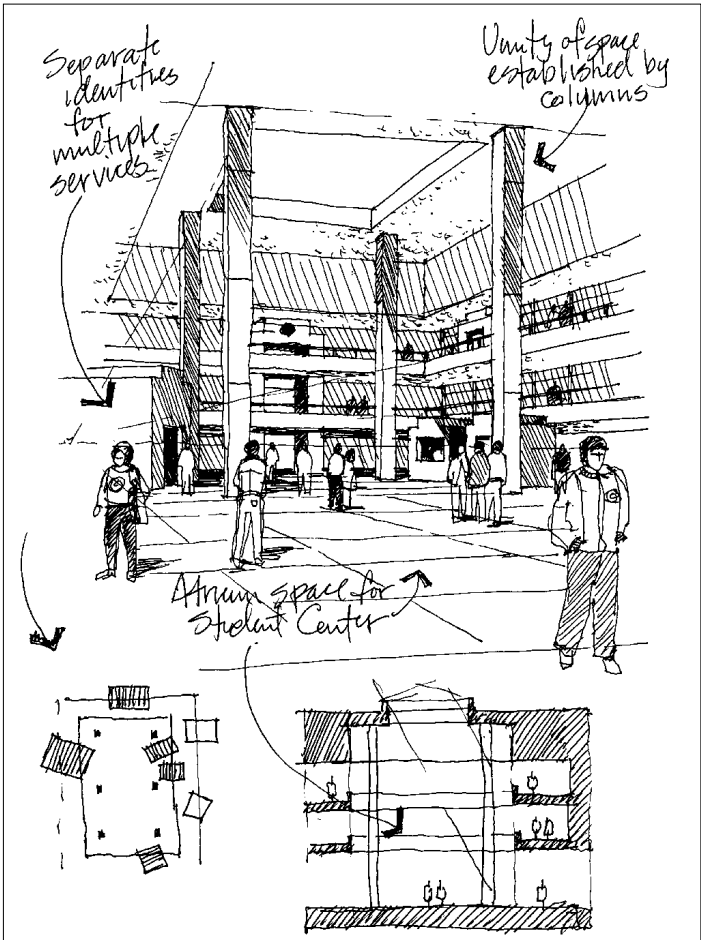 Separate
identities
for
multiple
services
Unity of space
established by
columns
Atrium space for
Student Center